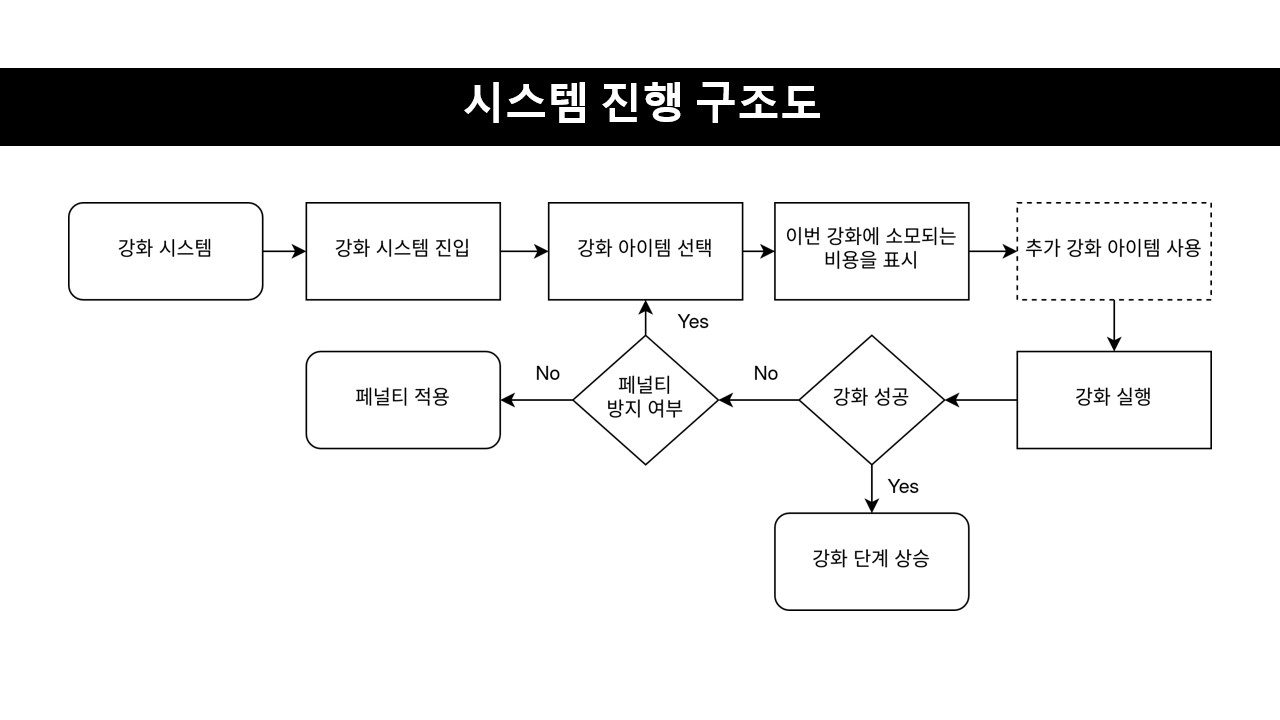 시스템 진행 구조도
강화 시스템
강화 시스템 진입
강화 아이템 선택
이번 강화에 소모되는
비용을 표시
추가 강화 아이템 사용
Yes
페널티 적용
No
페널티
방지 여부
No
강화 성공
강화 실행
Yes
강화 단계 상승